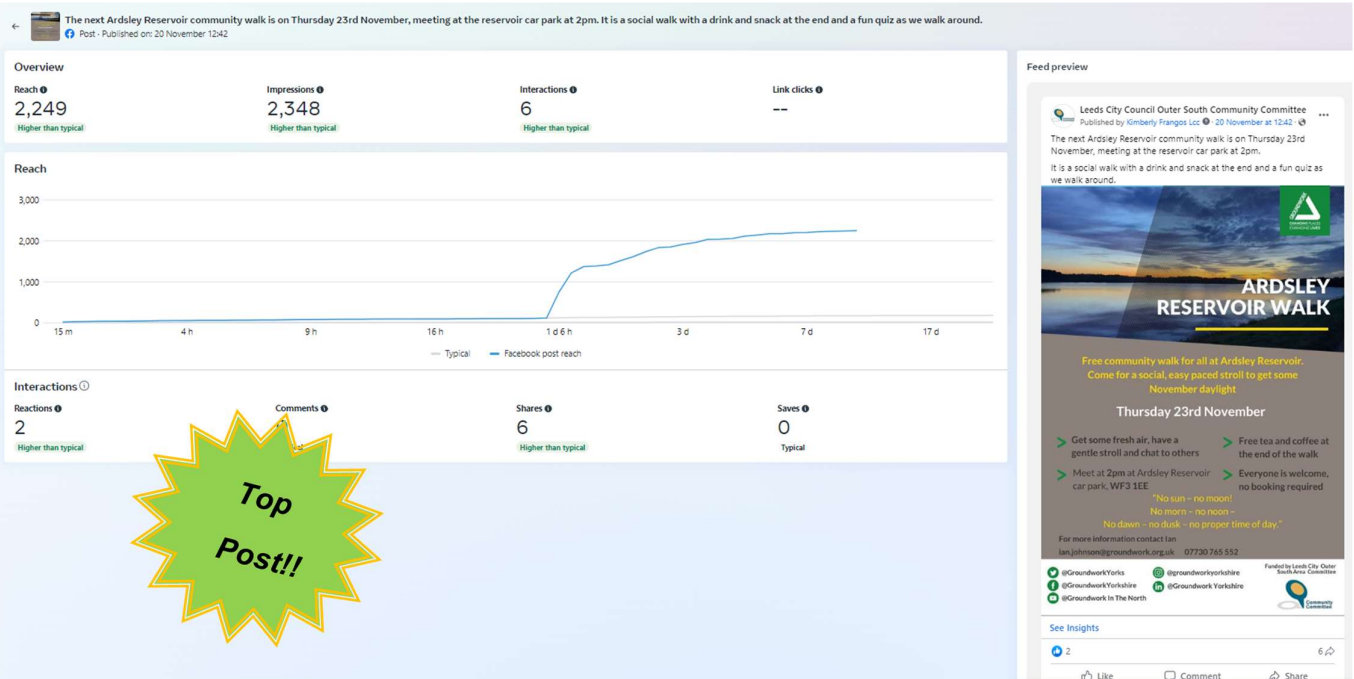 The next Ardsley Reservoir community walk is on Thursday 23rd November, meeting at the reservoir car park at 2pm. It is a social walk with a drink and snack at the end and a fun quiz as we walk around.
Post · Published on: 20 November 12:42
Overview
Reach
2,249
Higher than typical
Impressions
2,348
Higher than typical
Interactions
6
Higher than typical
Link clicks
--
Reach
3,000
2,000
1,000
0
15 m
4 h
9 h
16 h
1 d 6 h
3 d
7 d
17 d
Typical
Facebook post reach
Interactions
Reactions
2
Higher than typical
Comments
Shares
6
Higher than typical
Saves
0
Typical
Top
Post!!
Feed preview
Leeds City Council Outer South Community Committee
Published by Kimberly Frangos Lcc · 20 November at 12:42 ·
The next Ardsley Reservoir community walk is on Thursday 23rd
November, meeting at the reservoir car park at 2pm.
It is a social walk with a drink and snack at the end and a fun quiz as
we walk around.
GROUNDWORK
CHANGING PLACES
CHANGING LIVES
ARDSLEY
RESERVOIR WALK
Free community walk for all at Ardsley Reservoir.
Come for a social, easy paced stroll to get some
November daylight
Thursday 23rd November
Get some fresh air, have a
gentle stroll and chat to others
Free tea and coffee at
the end of the walk
Meet at 2pm at Ardsley Reservoir
car park, WF3 1EE
Everyone is welcome,
no booking required
"No sun – no moon!
No morn – no noon –
No dawn – no dusk – no proper time of day."
For more information contact Ian
ian.johnson@groundwork.org.uk 07730 765 552
@GroundworkYorks
@groundworkyorkshire
@GroundworkYorkshire
@Groundwork Yorkshire
@Groundwork In The North
Funded by Leeds City Outer
South Area Committee
Community
Committee
See Insights
2
6
Like
Comment
Share